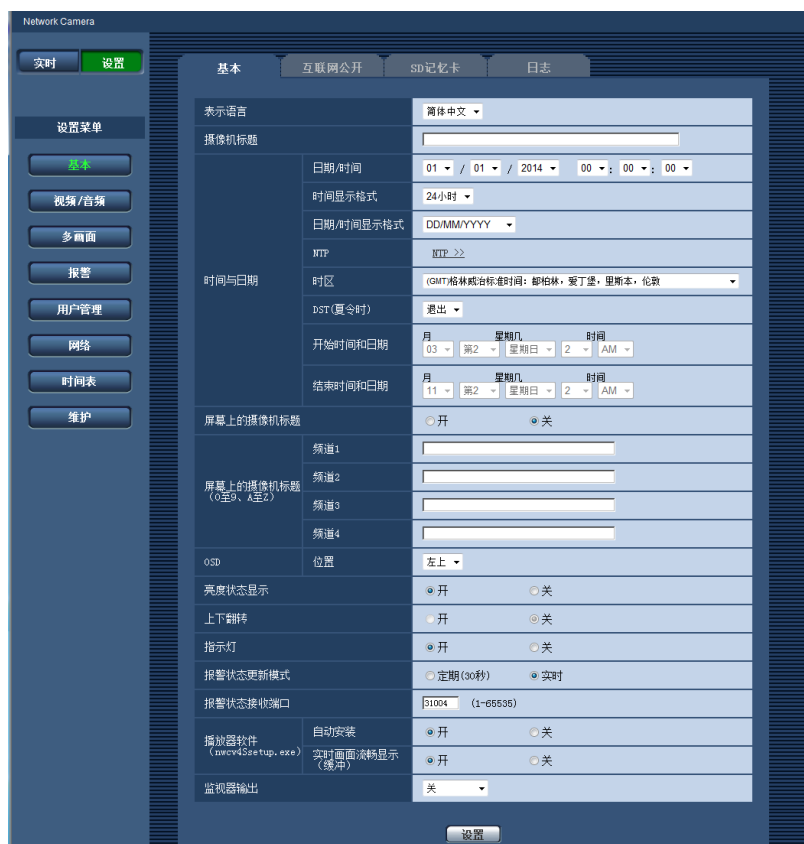 Network Camera
实时 设置
基本 互联网公开 SD记忆卡 日志
设置菜单
基本
视频/音频
多画面
报警
用户管理
网络
时间表
维护
表示语言 简体中文
摄像机标题
时间与日期
日期/时间 01 / 01 / 2014 00 : 00 : 00
时间显示格式 24小时
日期/时间显示格式 DD/MM/YYYY
NTP NTP >>
时区 (GMT)格林威治标准时间: 都柏林, 爱丁堡, 里斯本, 伦敦
DST(夏令时) 退出
开始时间和日期
月 星期几 时间
03 第2 星期日 2 AM
结束时间和日期
月 星期几 时间
11 第2 星期日 2 AM
屏幕上的摄像机标题 开 关
屏幕上的摄像机标题
(0至9、A至Z)
频道1
频道2
频道3
频道4
OSD 位置 左上
亮度状态显示 开 关
上下翻转 开 关
指示灯 开 关
报警状态更新模式 定期(30秒) 实时
报警状态接收端口 31004 (1-65535)
播放器软件
(nwcv4Ssetup.exe)
自动安装 开 关
实时画面流畅显示
(缓冲) 开 关
监视器输出 关
设置